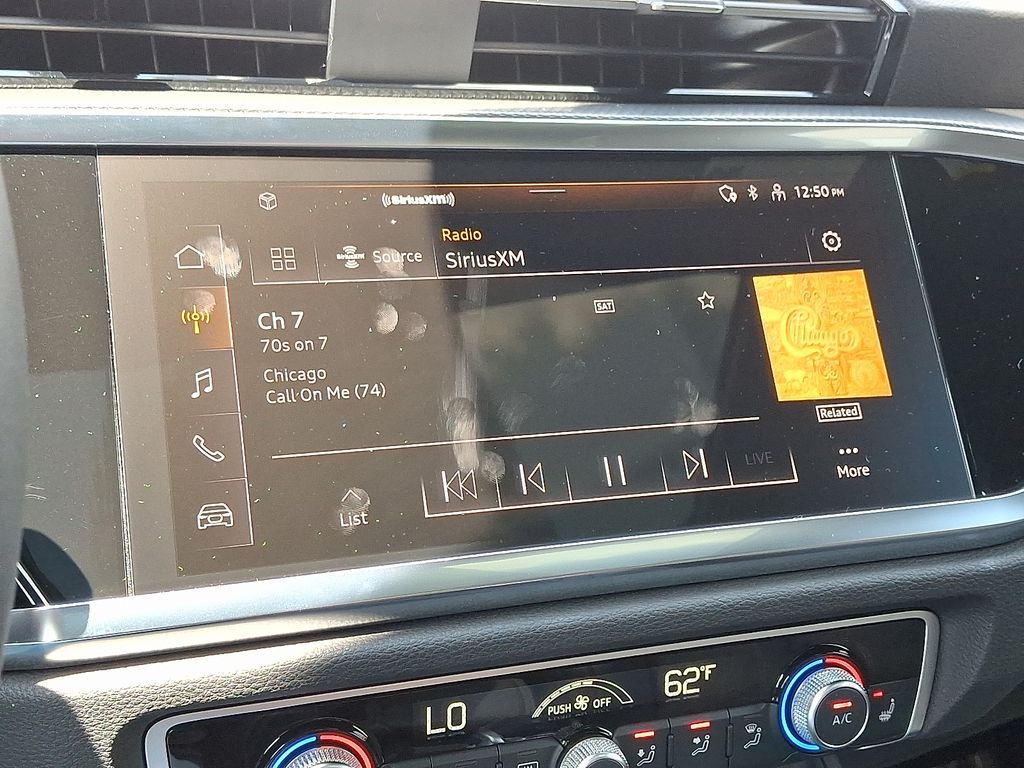 SiriusXM
12:50 PM
Radio
SiriusXM
Source
SiriusXM
SAT
Ch 7
70s on 7
Chicago
Call On Me (74)
Chicago
Related
LIVE
More
List
LO
PUSH OFF
62°F
A/C